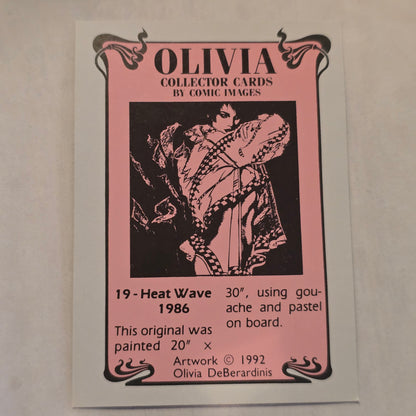 OLIVIA
COLLECTOR CARDS
BY COMIC IMAGES
19 - Heat Wave
1986
This original was
painted 20″ ×
30″, using gou-
ache and pastel
on board.
Artwork © 1992
Olivia DeBerardinis